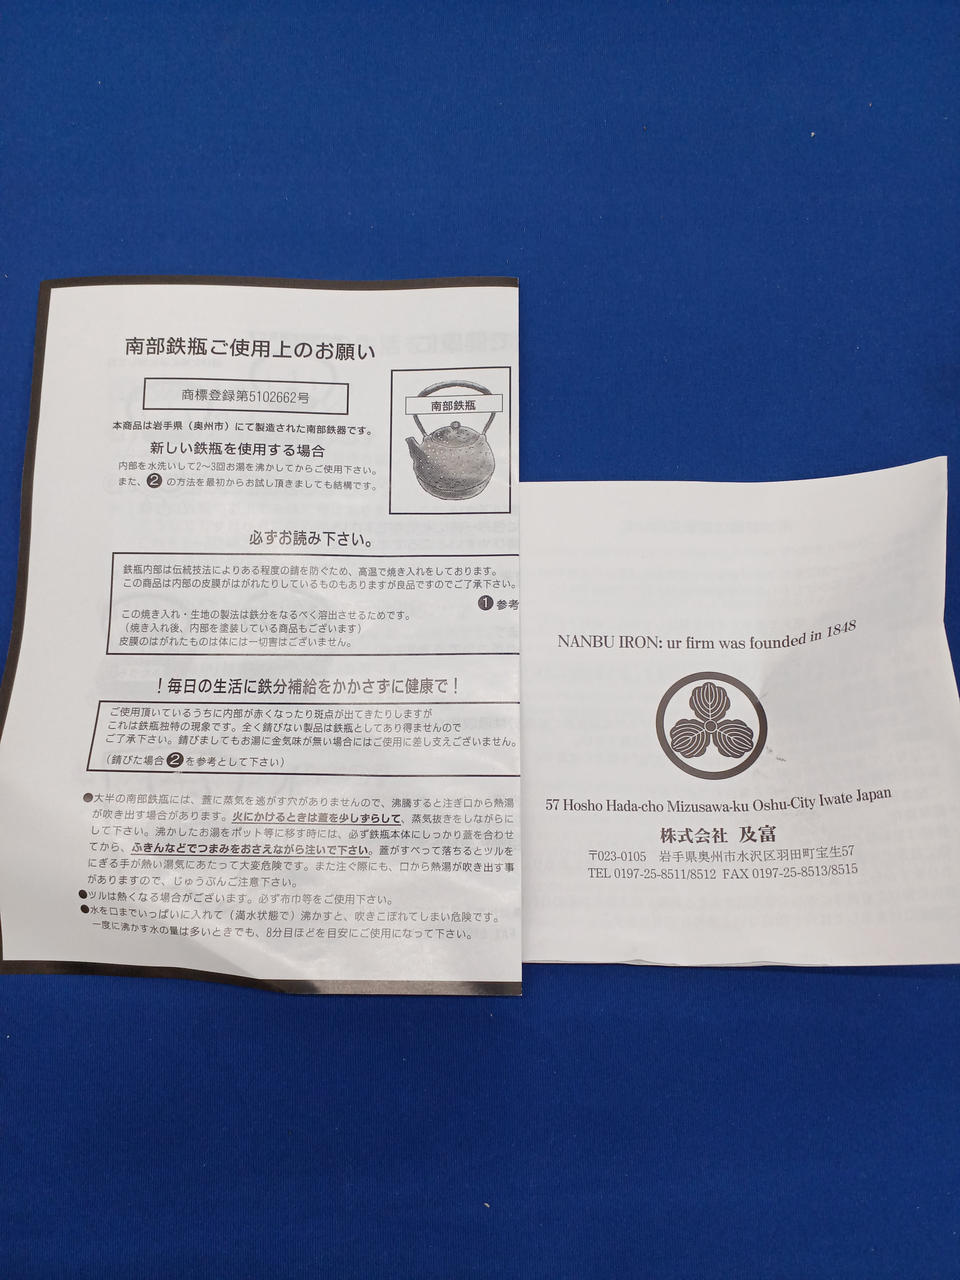 南部鉄瓶ご使用上のお願い
商標登録第5102662号
本商品は岩手県（奥州市）にて製造された南部鉄器です。
新しい鉄瓶を使用する場合
内部を水洗いして2〜3回お湯を沸かしてからご使用下さい。
また、❷の方法を最初からお試し頂きましても結構です。
南部鉄瓶
必ずお読み下さい。
鉄瓶内部は伝統技法によりある程度の錆を防ぐため、高温で焼き入れをしております。
この商品は内部の皮膜がはがれたりしているものもありますが良品ですのでご了承下さい。
❶参考
この焼き入れ・生地の製法は鉄分をなるべく溶出させるためです。
（焼き入れ後、内部を塗装している商品もございます）
皮膜のはがれたものは体には一切害はございません。
！毎日の生活に鉄分補給をかかさずに健康で！
ご使用頂いているうちに内部が赤くなったり斑点が出てきたりしますが
これは鉄瓶独特の現象です。全く錆びない製品は鉄瓶としてあり得ませんので
ご了承下さい。錆びましてもお湯に金気味が無い場合にはご使用に差し支えございません。
（錆びた場合❷を参考として下さい）
●大半の南部鉄瓶には、蓋に蒸気を逃がす穴がありませんので、沸騰すると注ぎ口から熱湯
が吹き出す場合があります。火にかけるときは蓋を少しずらして、蒸気抜きをしながらに
して下さい。沸かしたお湯をポット等に移す時には、必ず鉄瓶本体にしっかり蓋を合わせ
てから、ふきんなどでつまみをおさえながら注いで下さい。蓋がすべって落ちるとツルを
にぎる手が熱い湯気にあたって大変危険です。また注ぐ際にも、口から熱湯が吹き出す事
がありますので、じゅうぶんご注意下さい。
●ツルは熱くなる場合がございます。必ず布巾等をご使用下さい。
●水を口までいっぱいに入れて（満水状態で）沸かすと、吹きこぼれてしまい危険です。
一度に沸かす水の量は多いときでも、8分目ほどを目安にご使用になって下さい。
NANBU IRON: ur firm was founded in 1848
57 Hosho Hada-cho Mizusawa-ku Oshu-City Iwate Japan
株式会社 及富
〒023-0105 岩手県奥州市水沢区羽田町宝生57
TEL 0197-25-8511/8512 FAX 0197-25-8513/8515